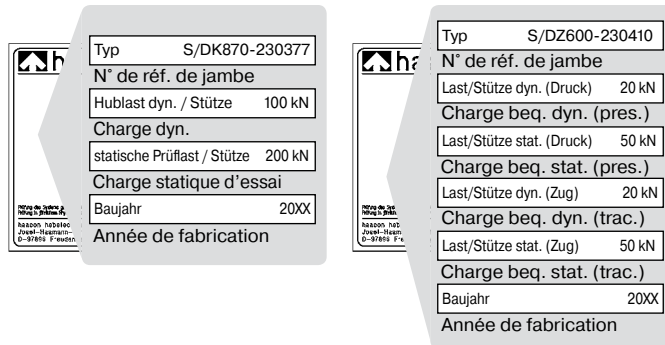 Typ S/DK870-230377
N° de réf. de jambe
Hublast dyn. / Stütze 100 kN
Charge dyn.
statische Prüflast / Stütze 200 kN
Charge statique d'essai
Baujahr 20XX
Année de fabrication
Typ S/DZ600-230410
N° de réf. de jambe
Last/Stütze dyn. (Druck) 20 kN
Charge beq. dyn. (pres.)
Last/Stütze stat. (Druck) 50 kN
Charge beq. stat. (pres.)
Last/Stütze dyn. (Zug) 20 kN
Charge beq. dyn. (trac.)
Last/Stütze stat. (Zug) 50 kN
Charge beq. stat. (trac.)
Baujahr 20XX
Année de fabrication